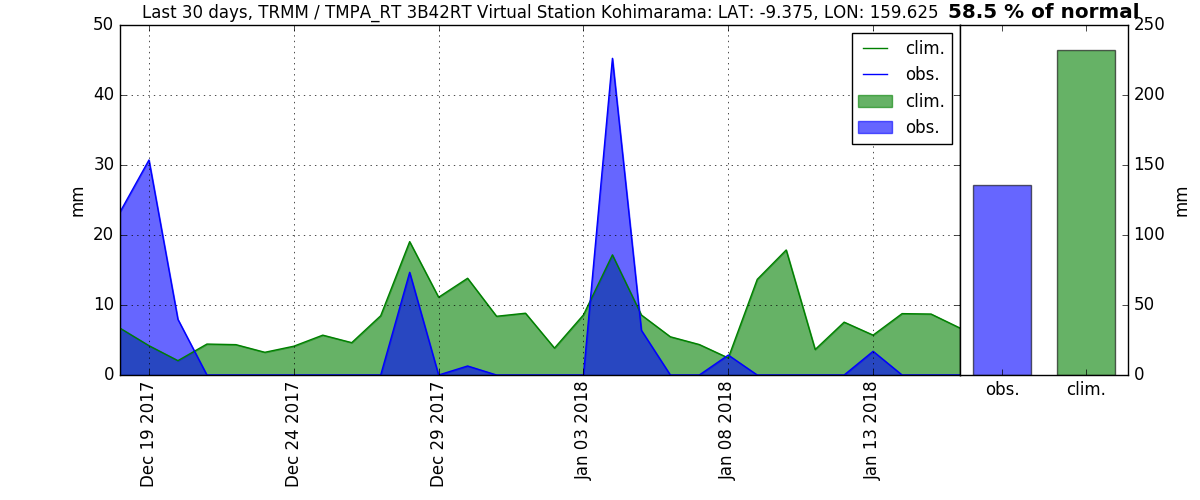 Last 30 days, TRMM / TMPA_RT 3B42RT Virtual Station Kohimarama: LAT: -9.375, LON: 159.625
58.5 % of normal
50
40
30
20
10
0
mm
Dec 19 2017
Dec 24 2017
Dec 29 2017
Jan 03 2018
Jan 08 2018
Jan 13 2018
clim.
obs.
clim.
obs.
250
200
150
100
50
0
mm
obs.
clim.